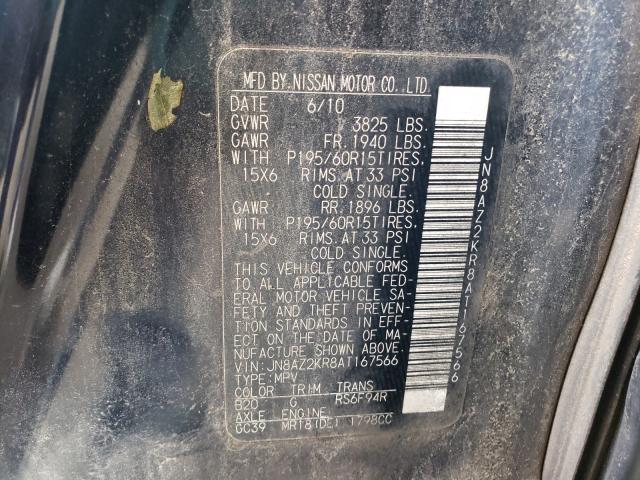 MFD BY NISSAN MOTOR CO.,LTD.
DATE 6/10
GVWR 3825 LBS.
GAWR FR. 1940 LBS.
WITH P195/60R15TIRES,
15X6 RIMS. AT 33 PSI
COLD SINGLE.
GAWR RR. 1896 LBS.
WITH P195/60R15TIRES,
15X6 RIMS. AT 33 PSI
COLD SINGLE.
THIS VEHICLE CONFORMS
TO ALL APPLICABLE FED-
ERAL MOTOR VEHICLE SA-
FETY AND THEFT PREVEN-
TION STANDARDS IN EFF-
ECT ON THE DATE OF MA-
NUFACTURE SHOWN ABOVE.
VIN: JN8AZ2KR8AT167566
TYPE: MPV
COLOR TRIM TRANS
B20 G RS6F94R
AXLE ENGINE
GC39 MR18(DE) 1798CC
JN8AZ2KR8AT167566